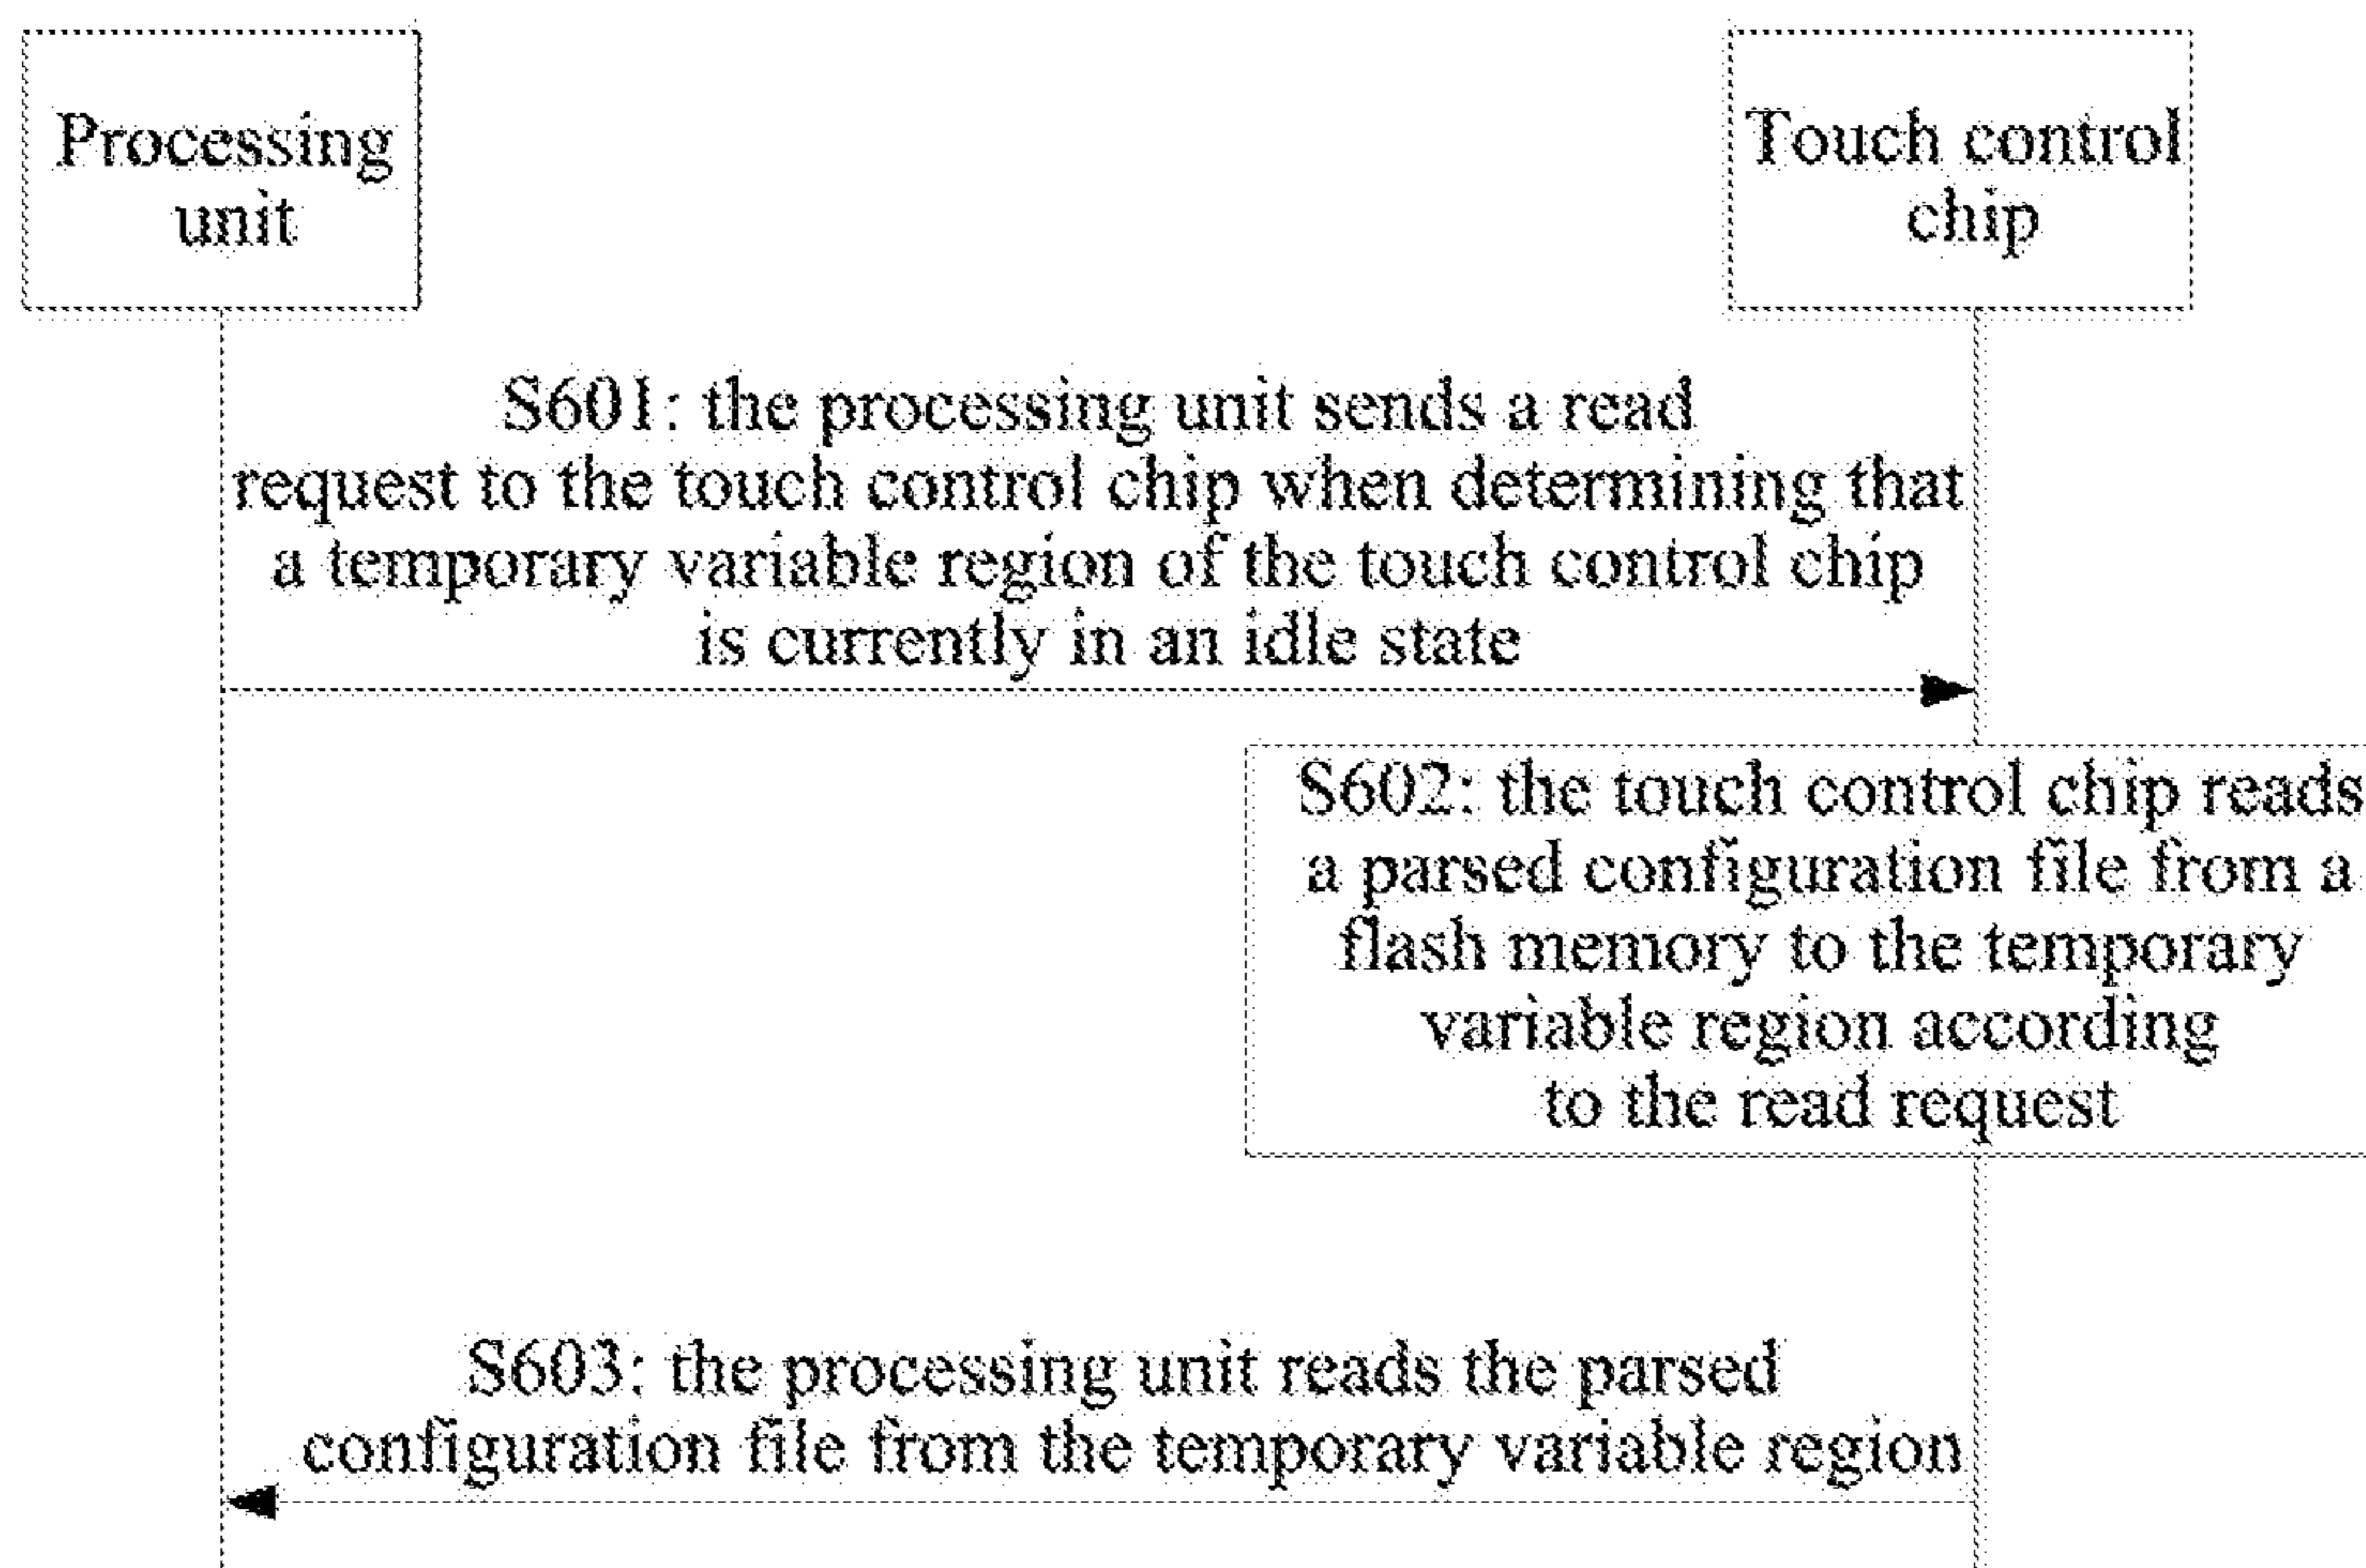 Processing
unit
Touch control
chip
S601: the processing unit sends a read
request to the touch control chip when determining that
a temporary variable region of the touch control chip
is currently in an idle state
S602: the touch control chip reads
a parsed configuration file from a
flash memory to the temporary
variable region according
to the read request
S603: the processing unit reads the parsed
configuration file from the temporary variable region